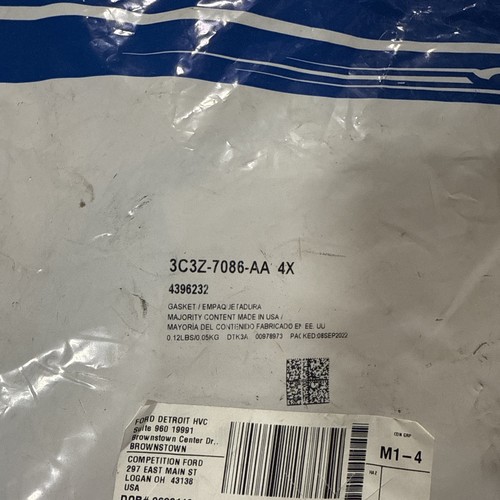 3C3Z-7086-AA 4X
4396232
GASKET / EMPAQUETADURA
MAJORITY CONTENT MADE IN USA /
MAYORÍA DEL CONTENIDO FABRICADO EN EE. UU
0.12LBS/0.05KG DTK3A 00978973 PACKED:08SEP2022
FORD DETROIT HVC
Suite 960 19991
Brownstown Center Dr..
BROWNSTOWN
COMPETITION FORD
297 EAST MAIN ST
LOGAN OH 43138
USA
M1-4